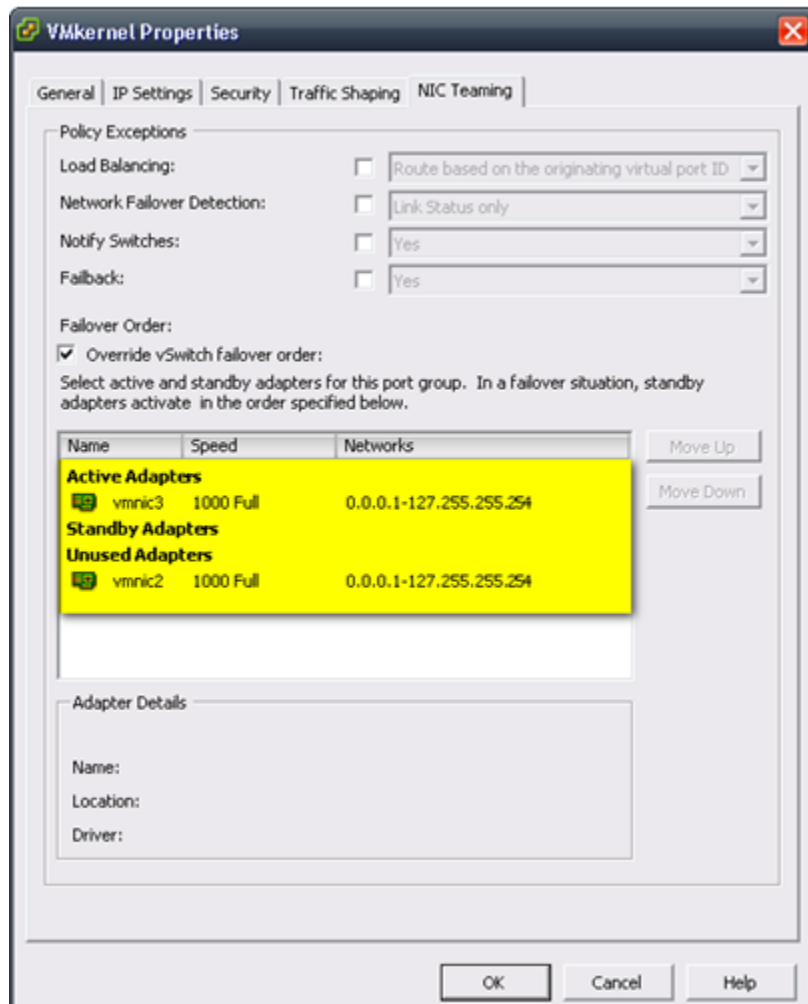 VMkernel Properties
General IP Settings Security Traffic Shaping NIC Teaming
Policy Exceptions
Load Balancing: Route based on the originating virtual port ID
Network Failover Detection: Link Status only
Notify Switches: Yes
Failback: Yes
Failover Order:
Override vSwitch failover order:
Select active and standby adapters for this port group. In a failover situation, standby
adapters activate in the order specified below.
Name Speed Networks Move Up
Active Adapters
vmnic3 1000 Full 0.0.0.1-127.255.255.254 Move Down
Standby Adapters
Unused Adapters
vmnic2 1000 Full 0.0.0.1-127.255.255.254
Adapter Details
Name:
Location:
Driver:
OK Cancel Help